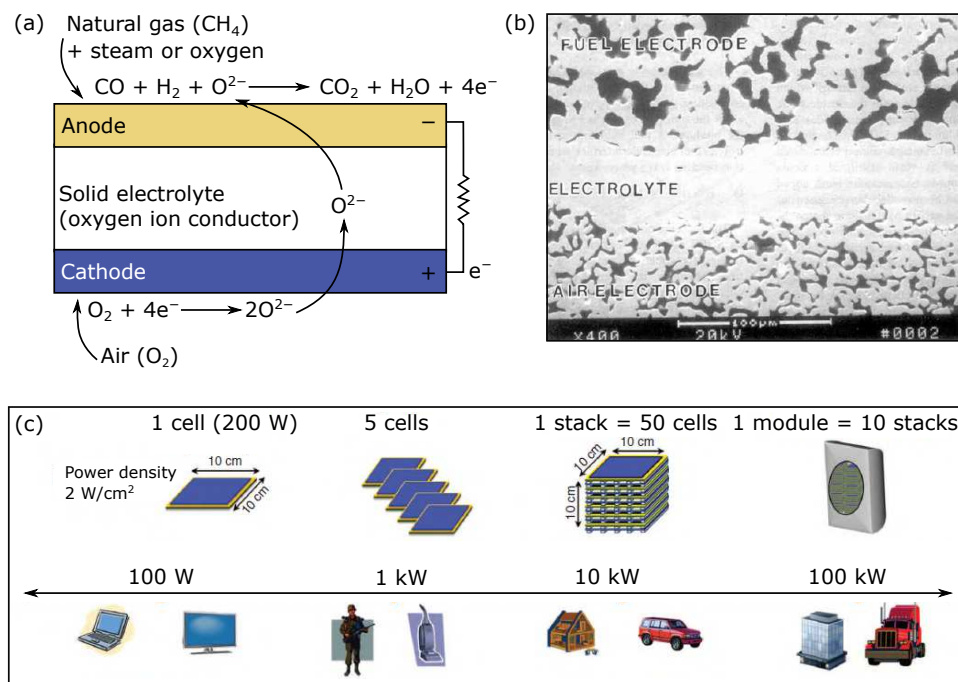 (a)
Natural gas (CH₄)
+ steam or oxygen
CO + H₂ + O²⁻ → CO₂ + H₂O + 4e⁻
Anode
−
Solid electrolyte
(oxygen ion conductor)
O²⁻
Cathode
+
e⁻
O₂ + 4e⁻ → 2O²⁻
Air (O₂)
(b)
FUEL ELECTRODE
ELECTROLYTE
AIR ELECTRODE
100µm
X400 20kV #0002
(c)
1 cell (200 W) 5 cells 1 stack = 50 cells 1 module = 10 stacks
Power density
2 W/cm²
10 cm
10 cm
10 cm
10 cm
10 cm
100 W 1 kW 10 kW 100 kW